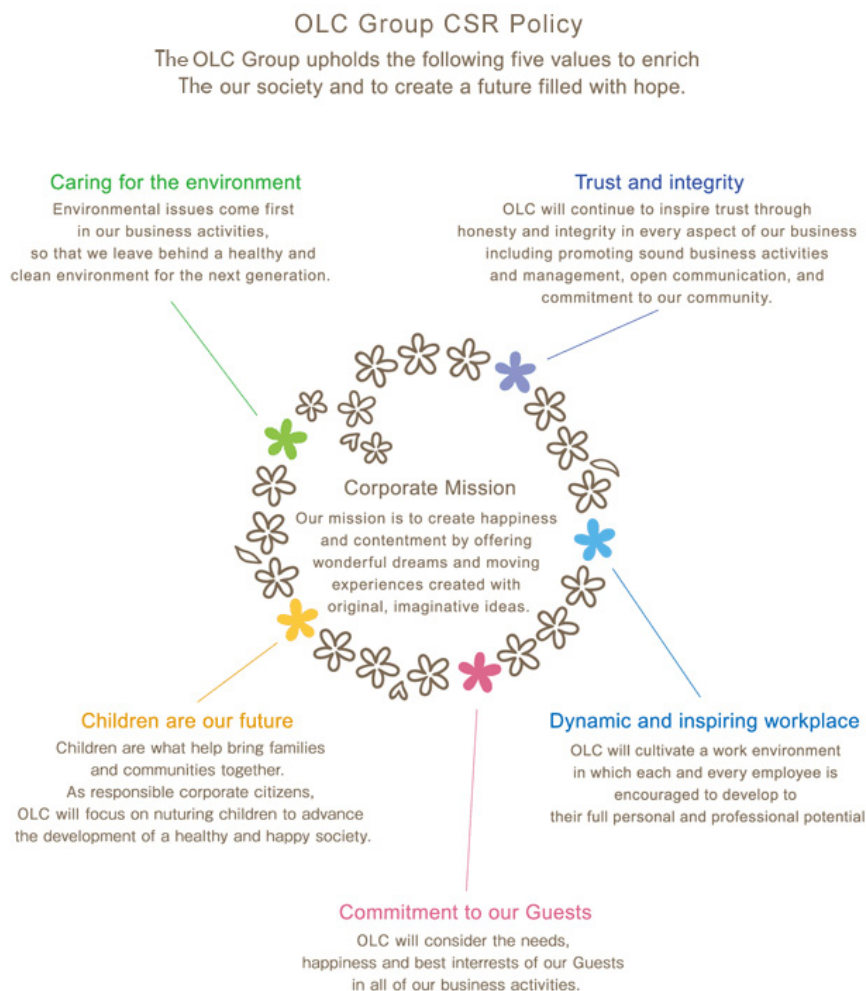 OLC Group CSR Policy
The OLC Group upholds the following five values to enrich
The our society and to create a future filled with hope.
Caring for the environment
Environmental issues come first
in our business activities,
so that we leave behind a healthy and
clean environment for the next generation.
Trust and integrity
OLC will continue to inspire trust through
honesty and integrity in every aspect of our business
including promoting sound business activities
and management, open communication, and
commitment to our community.
Corporate Mission
Our mission is to create happiness
and contentment by offering
wonderful dreams and moving
experiences created with
original, imaginative ideas.
Children are our future
Children are what help bring families
and communities together.
As responsible corporate citizens,
OLC will focus on nuturing children to advance
the development of a healthy and happy society.
Dynamic and inspiring workplace
OLC will cultivate a work environment
in which each and every employee is
encouraged to develop to
their full personal and professional potential
Commitment to our Guests
OLC will consider the needs,
happiness and best interrests of our Guests
in all of our business activities.